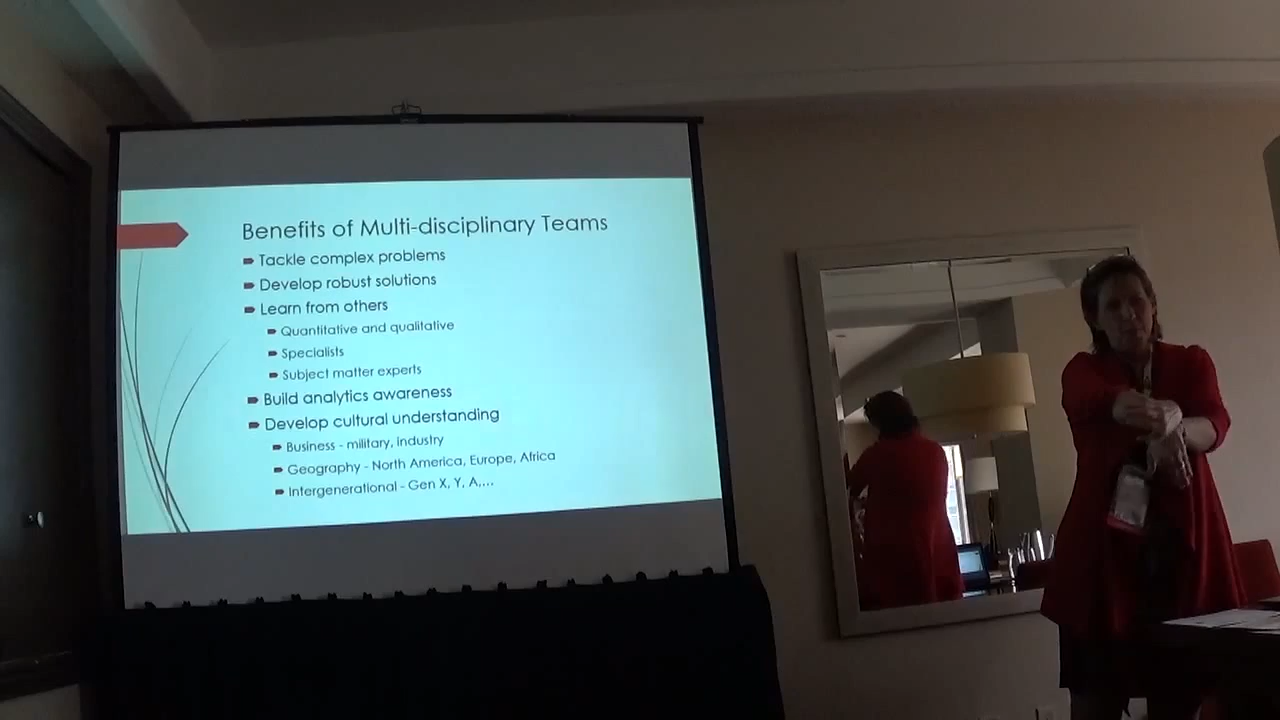 Benefits of Multi-disciplinary Teams
Tackle complex problems
Develop robust solutions
Learn from others
Quantitative and qualitative
Specialists
Subject matter experts
Build analytics awareness
Develop cultural understanding
Business - military, industry
Geography - North America, Europe, Africa
Intergenerational - Gen X, Y, A,...